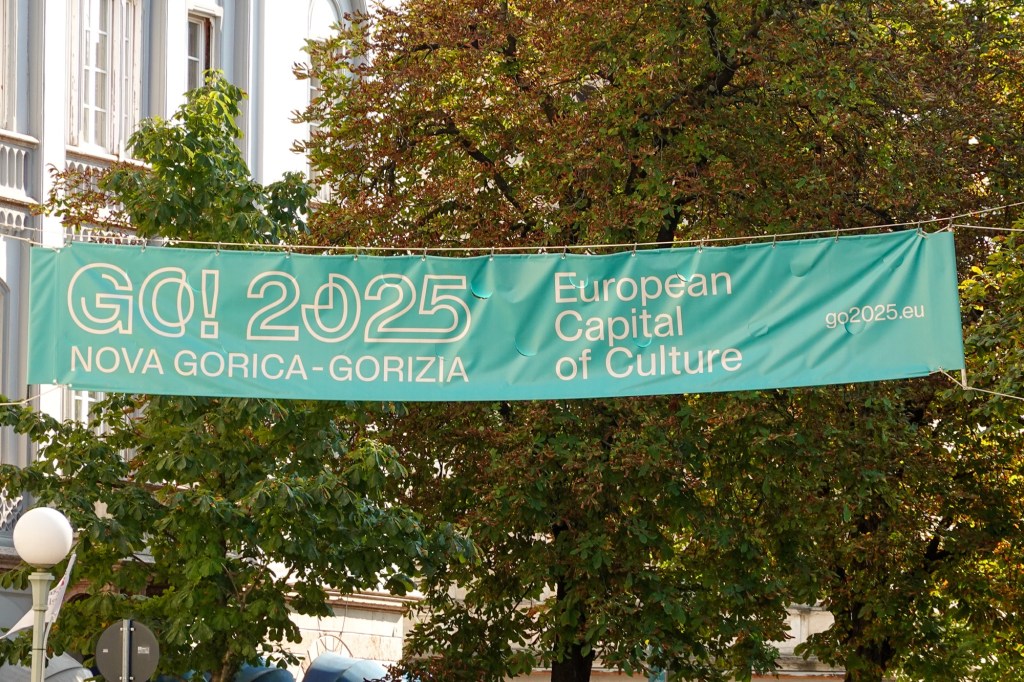 GO! 2025
NOVA GORICA - GORIZIA
European
Capital
of Culture
go2025.eu